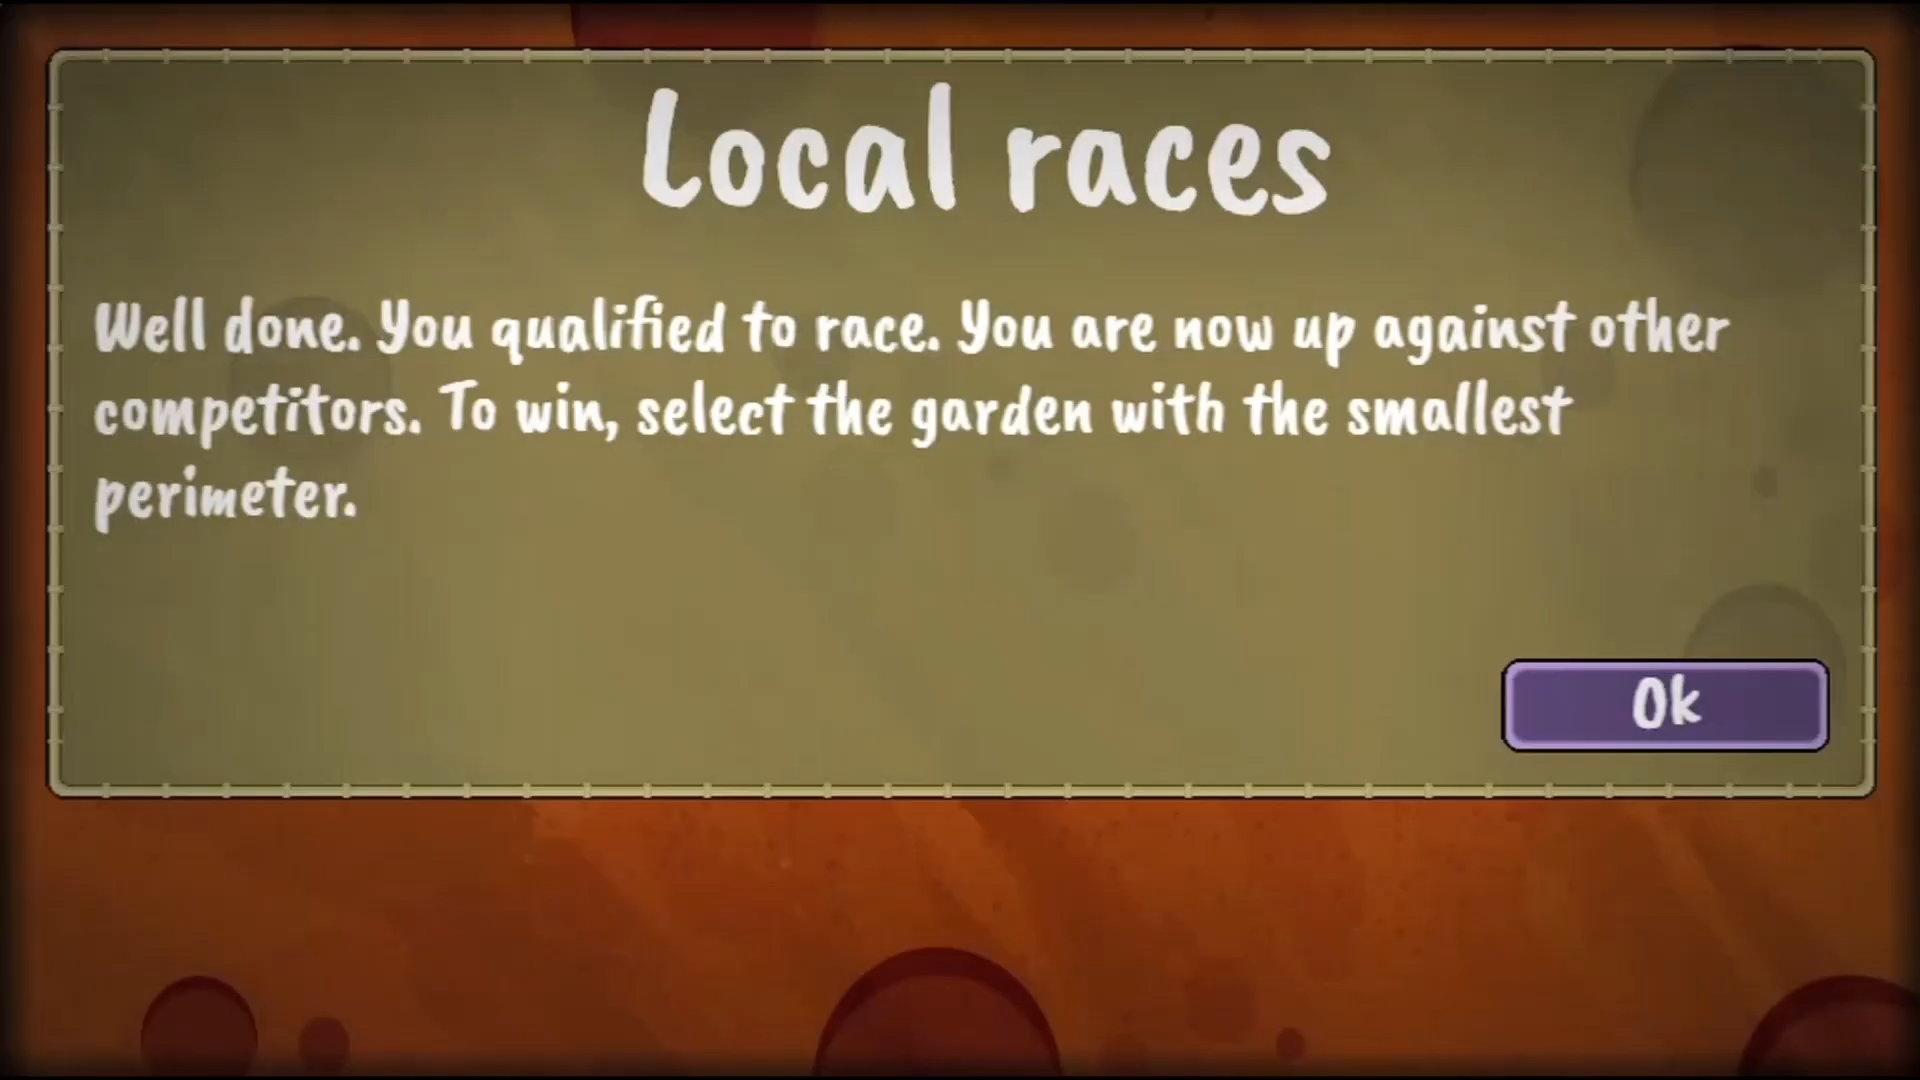 Local races
Well done. You qualified to race. You are now up against other
competitors. To win, select the garden with the smallest
perimeter.
Ok